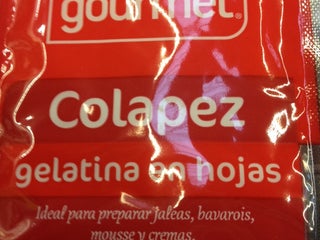 gourmet
Colapez
gelatina en hojas
Ideal para preparar jaleas, bavarois,
mousse y cremas.